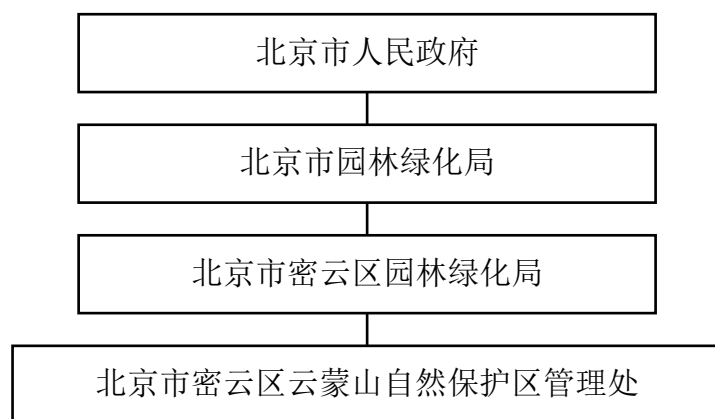 北京市人民政府
北京市园林绿化局
北京市密云区园林绿化局
北京市密云区云蒙山自然保护区管理处